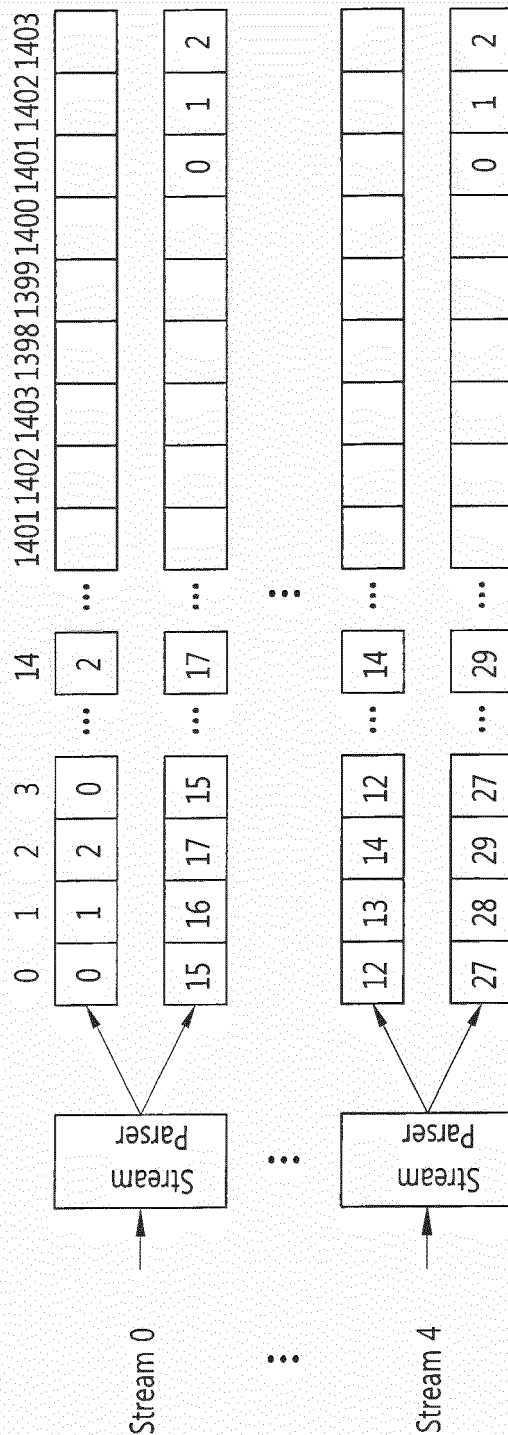 0 1 2 3 14 1401 1402 1403 1398 1399 1400 1401 1402 1403
Stream 0
Stream Parser
0 1 2 0 ... 2 ...
15 16 17 15 ... 17 ... 0 1 2
... ... ...
Stream 4
Stream Parser
12 13 14 12 ... 14 ...
27 28 29 27 ... 29 ... 0 1 2